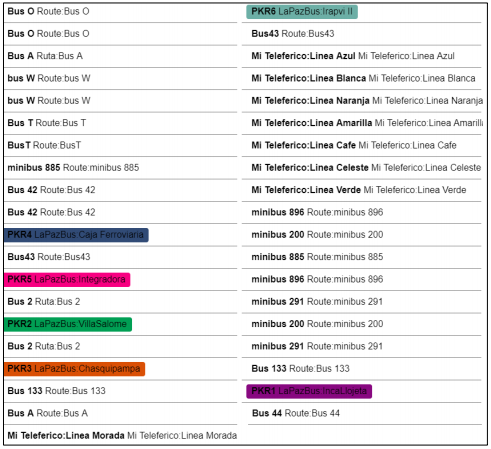 Bus O Route:Bus O
Bus O Route:Bus O
Bus A Ruta:Bus A
bus W Route:bus W
bus W Route:bus W
Bus T Route:Bus T
BusT Route:BusT
minibus 885 Route:minibus 885
Bus 42 Route:Bus 42
Bus 42 Route:Bus 42
PKR4 LaPazBus:Caja Ferroviaria
Bus43 Route:Bus43
PKR5 LaPazBus:Integradora
Bus 2 Ruta:Bus 2
PKR2 LaPazBus:VillaSalome
Bus 2 Ruta:Bus 2
PKR3 LaPazBus:Chasquipampa
Bus 133 Route:Bus 133
Bus A Route:Bus A
Mi Teleferico:Linea Morada Mi Teleferico:Linea Morada
PKR6 LaPazBus:Irapvi II
Bus43 Route:Bus43
Mi Teleferico:Linea Azul Mi Teleferico:Linea Azul
Mi Teleferico:Linea Blanca Mi Teleferico:Linea Blanca
Mi Teleferico:Linea Naranja Mi Teleferico:Linea Naranja
Mi Teleferico:Linea Amarilla Mi Teleferico:Linea Amarill
Mi Teleferico:Linea Cafe Mi Teleferico:Linea Cafe
Mi Teleferico:Linea Celeste Mi Teleferico:Linea Celeste
Mi Teleferico:Linea Verde Mi Teleferico:Linea Verde
minibus 896 Route:minibus 896
minibus 200 Route:minibus 200
minibus 885 Route:minibus 885
minibus 896 Route:minibus 896
minibus 291 Route:minibus 291
minibus 200 Route:minibus 200
minibus 291 Route:minibus 291
Bus 133 Route:Bus 133
PKR1 LaPazBus:IncaLlojeta
Bus 44 Route:Bus 44